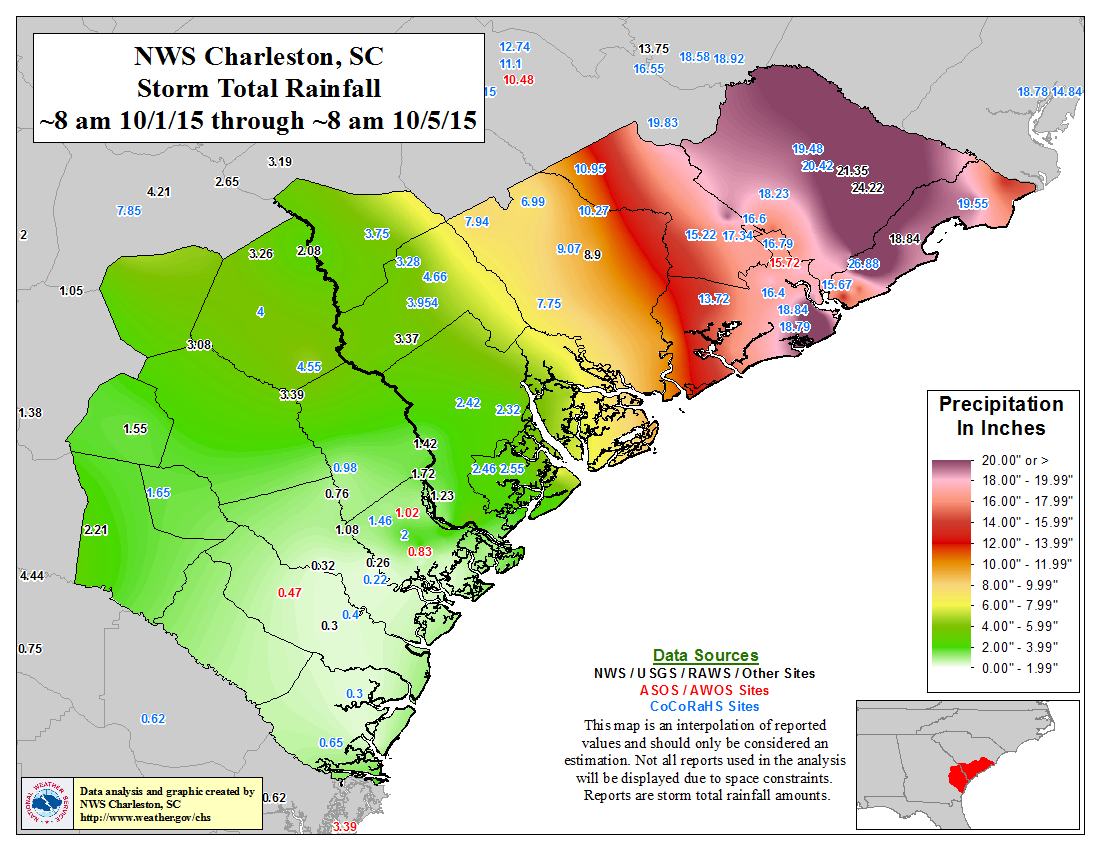 NWS Charleston, SC
Storm Total Rainfall
~8 am 10/1/15 through ~8 am 10/5/15
12.74
13.75
11.1
18.58 18.92
16.55
10.48
15
18.78 14.84
19.83
3.19
19.48
10.95
20.42 21.35
2.65
24.22
4.21
18.23
6.99
19.55
7.85
10.27
7.94
16.6
2
3.75
15.22 17.34
18.84
16.79
9.07 8.9
3.26 2.08
3.28
15.72
26.88
4.66
15.67
1.05
16.4
3.954
7.75
13.72
4
18.84
18.79
3.37
3.08
4.55
3.39
2.42 2.32
1.38
1.55
1.42
0.98
2.46 2.55
1.72
1.65
0.76
1.23
1.02
1.46
2.21
1.08
2
0.83
0.32
0.26
4.44
0.22
0.47
0.4
0.3
0.75
0.3
0.62
0.65
0.62
3.39
Precipitation
In Inches
20.00" or >
18.00" - 19.99"
16.00" - 17.99"
14.00" - 15.99"
12.00" - 13.99"
10.00" - 11.99"
8.00" - 9.99"
6.00" - 7.99"
4.00" - 5.99"
2.00" - 3.99"
0.00" - 1.99"
Data Sources
NWS / USGS / RAWS / Other Sites
ASOS / AWOS Sites
CoCoRaHS Sites
This map is an interpolation of reported
values and should only be considered an
estimation. Not all reports used in the analysis
will be displayed due to space constraints.
Reports are storm total rainfall amounts.
NATIONAL WEATHER SERVICE
Data analysis and graphic created by
NWS Charleston, SC
http://www.weather.gov/chs